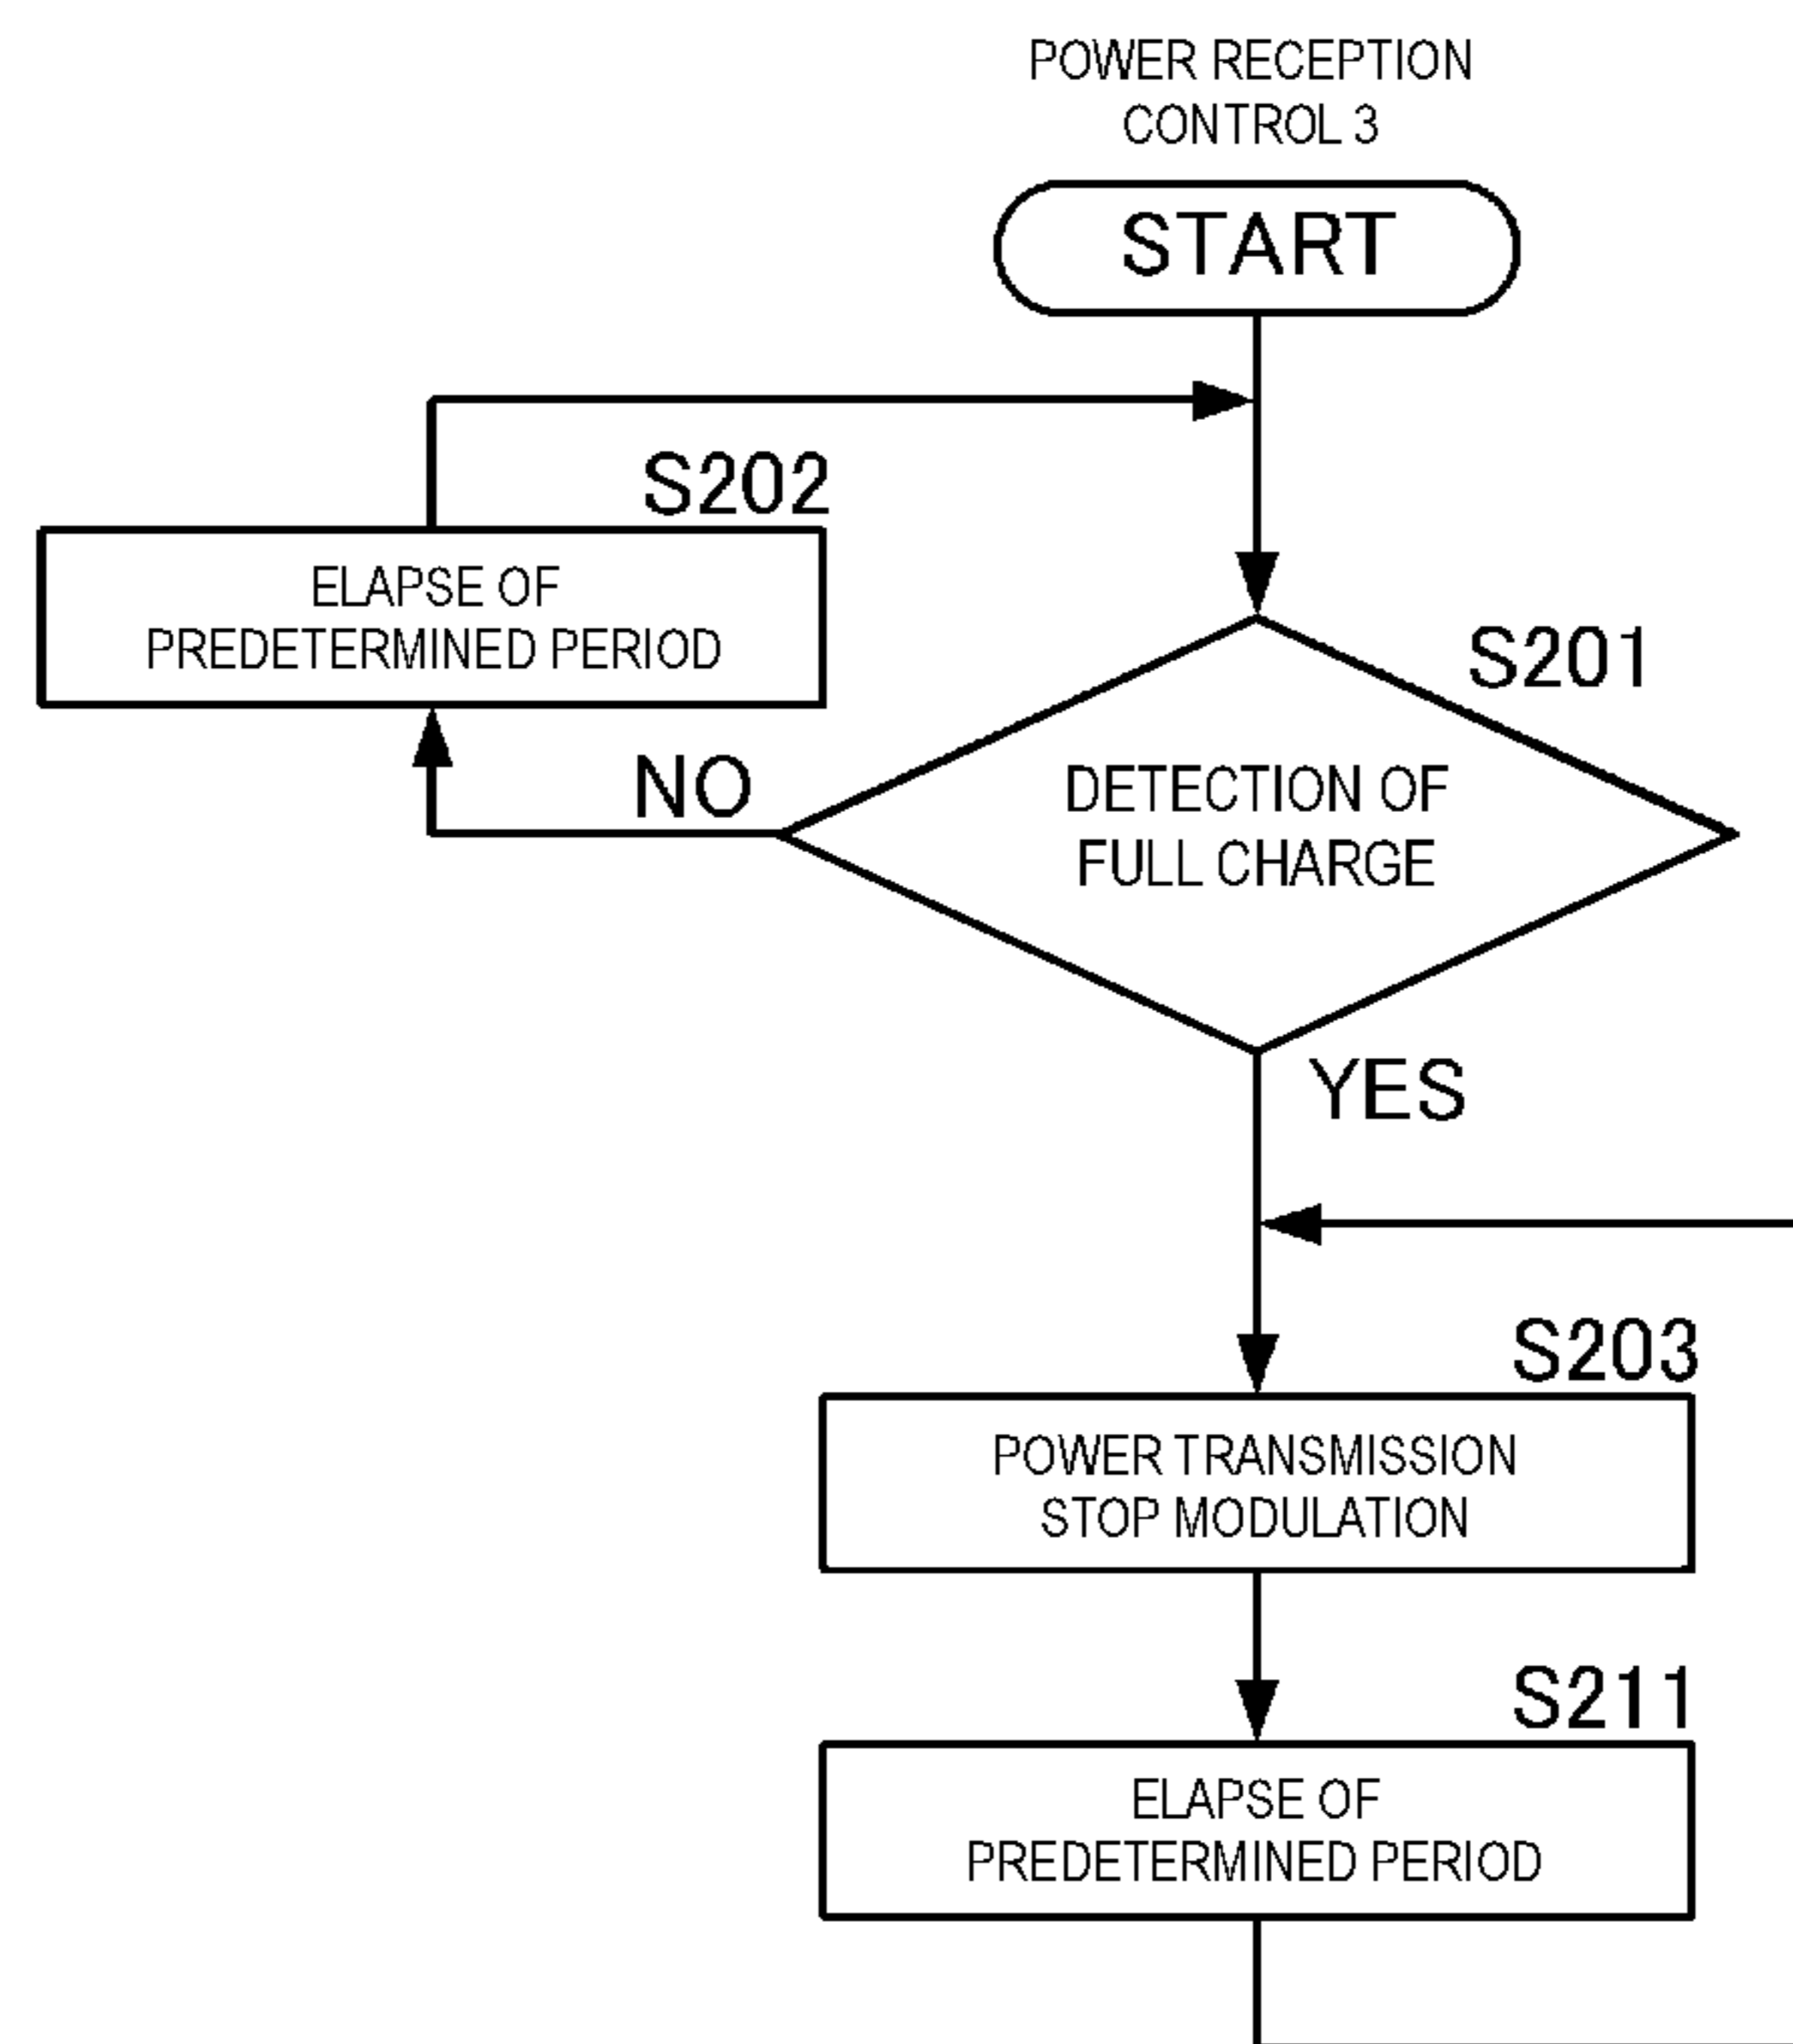 POWER RECEPTION
CONTROL 3
START
S202
ELAPSE OF
PREDETERMINED PERIOD
S201
NO
DETECTION OF
FULL CHARGE
YES
S203
POWER TRANSMISSION
STOP MODULATION
S211
ELAPSE OF
PREDETERMINED PERIOD